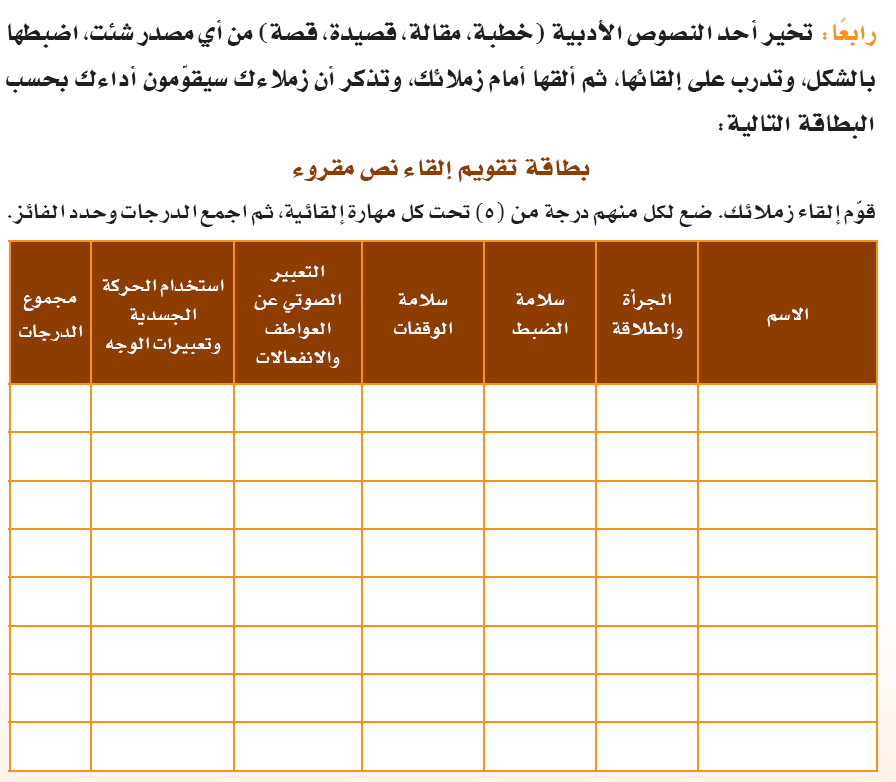 رابعًا: تخير أحد النصوص الأدبية (خطبة، مقالة، قصيدة، قصة) من أي مصدر شئت، اضبطها
بالشكل، وتدرب على إلقائها، ثم ألقها أمام زملائك، وتذكر أن زملاءك سيقوّمون أداءك بحسب
البطاقة التالية:
بطاقة تقويم إلقاء نص مقروء
قوّم إلقاء زملائك. ضع لكل منهم درجة من (٥) تحت كل مهارة إلقائية، ثم اجمع الدرجات وحدد الفائز.
الاسم
الجرأة
والطلاقة
سلامة
الضبط
سلامة
الوقفات
التعبير
الصوتي عن
العواطف
والانفعالات
استخدام الحركة
الجسدية
وتعبيرات الوجه
مجموع
الدرجات